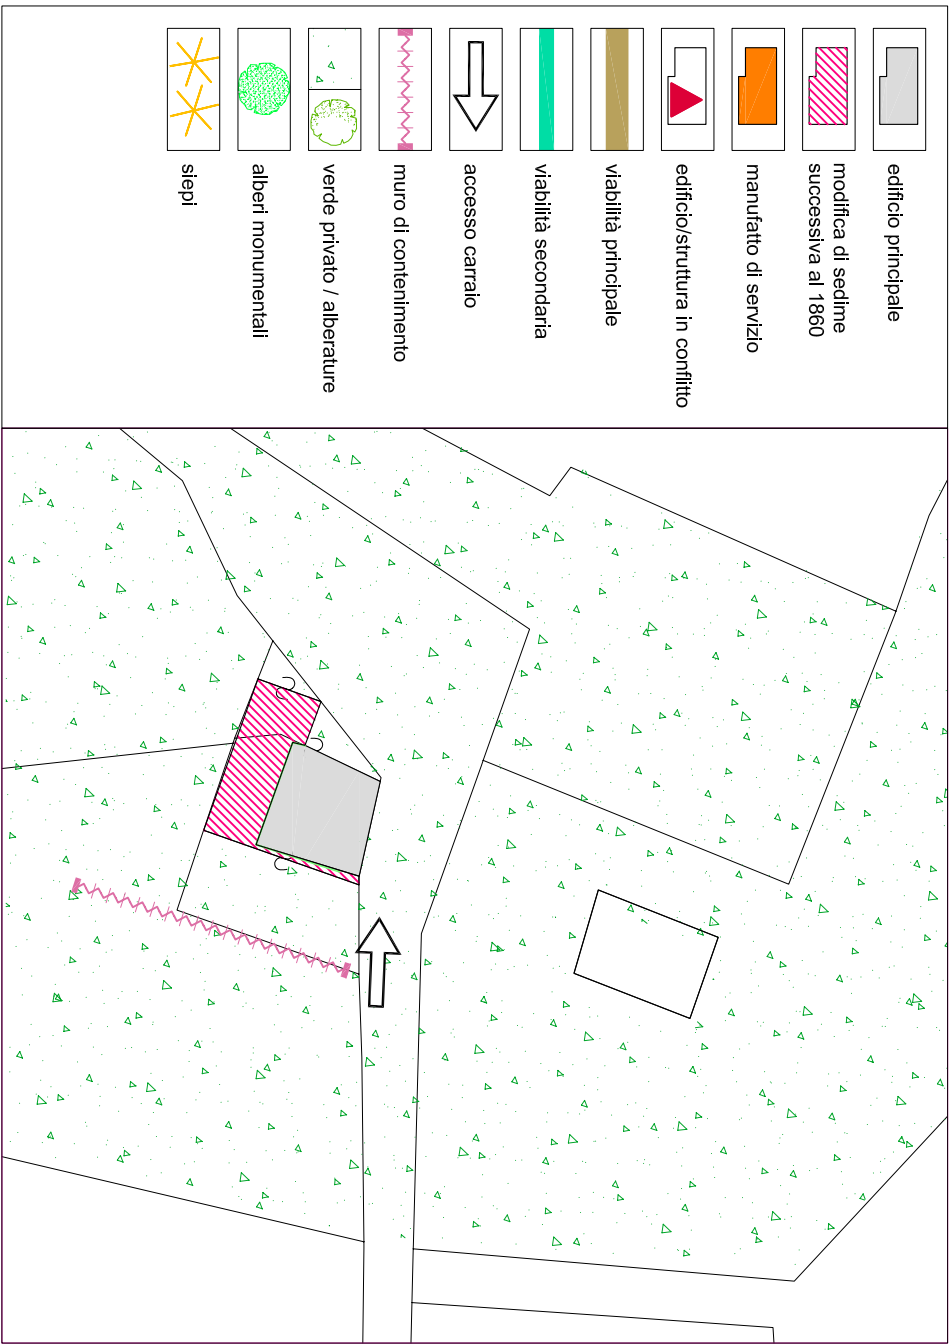 edificio principale
modifica di sedime
successiva al 1860
manufatto di servizio
edificio/struttura in conflitto
viabilità principale
viabilità secondaria
accesso carraio
muro di contenimento
verde privato / alberature
alberi monumentali
siepi